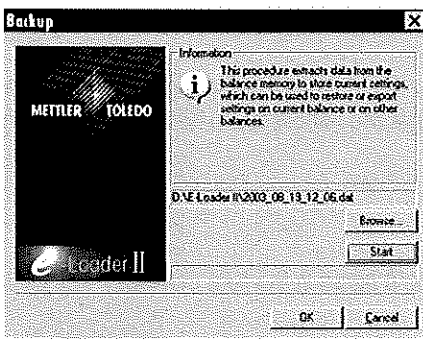 Backup
Information
This procedure extracts data from the
balance memory to store current settings,
which can be used to restore or export
settings on current balance or on other
balances.
METTLER TOLEDO
D:\E-Loader II\2003_08_13_12_06.dat
Browse...
Start
e Loader II
OK
Cancel